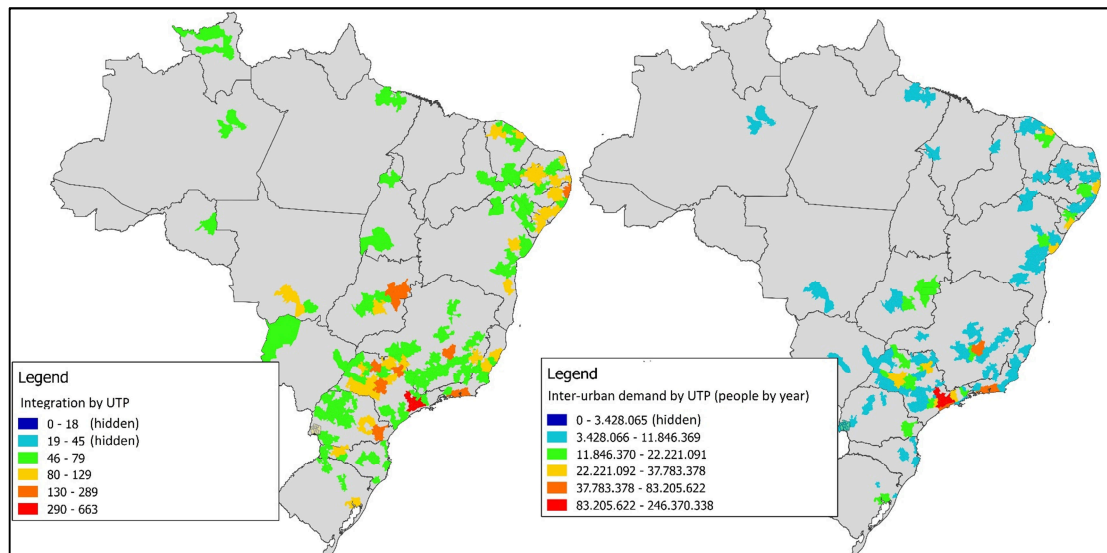 Legend
Integration by UTP
0 - 18 (hidden)
19 - 45 (hidden)
46 - 79
80 - 129
130 - 289
290 - 663
Legend
Inter-urban demand by UTP (people by year)
0 - 3.428.065 (hidden)
3.428.066 - 11.846.369
11.846.370 - 22.221.091
22.221.092 - 37.783.378
37.783.378 - 83.205.622
83.205.622 - 246.370.338